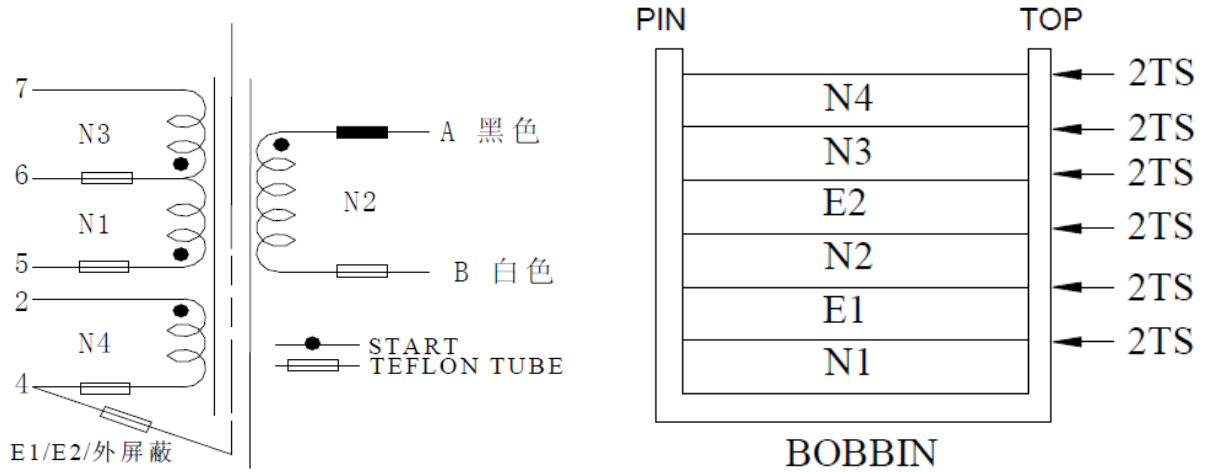 7
N3
6
N1
5
2
N4
4
E1/E2/外屏蔽
A 黑色
N2
B 白色
START
TEFLON TUBE
PIN
TOP
2TS
N4
2TS
N3
2TS
E2
2TS
N2
2TS
E1
2TS
N1
BOBBIN